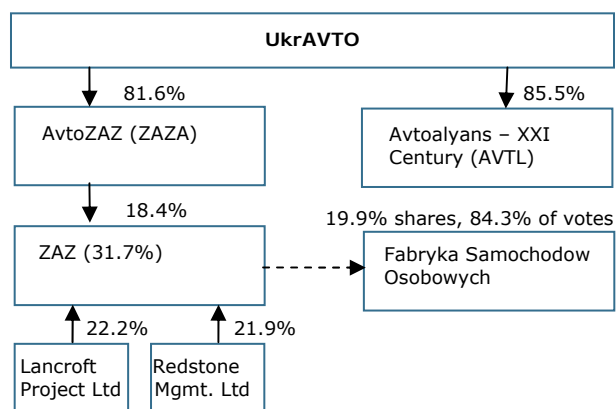 UkrAVTO
81.6%
85.5%
AvtoZAZ (ZAZA)
Avtoalyans – XXI
Century (AVTL)
18.4%
19.9% shares, 84.3% of votes
ZAZ (31.7%)
Fabryka Samochodow
Osobowych
22.2%
21.9%
Lancroft
Project Ltd
Redstone
Mgmt. Ltd